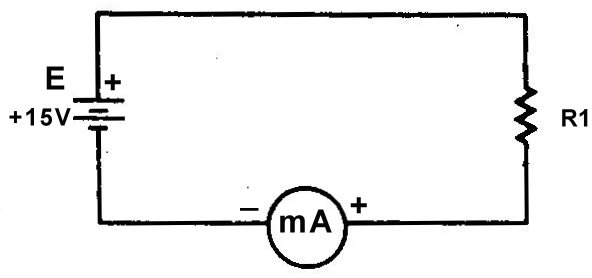 E +
+15V
R1
– mA +